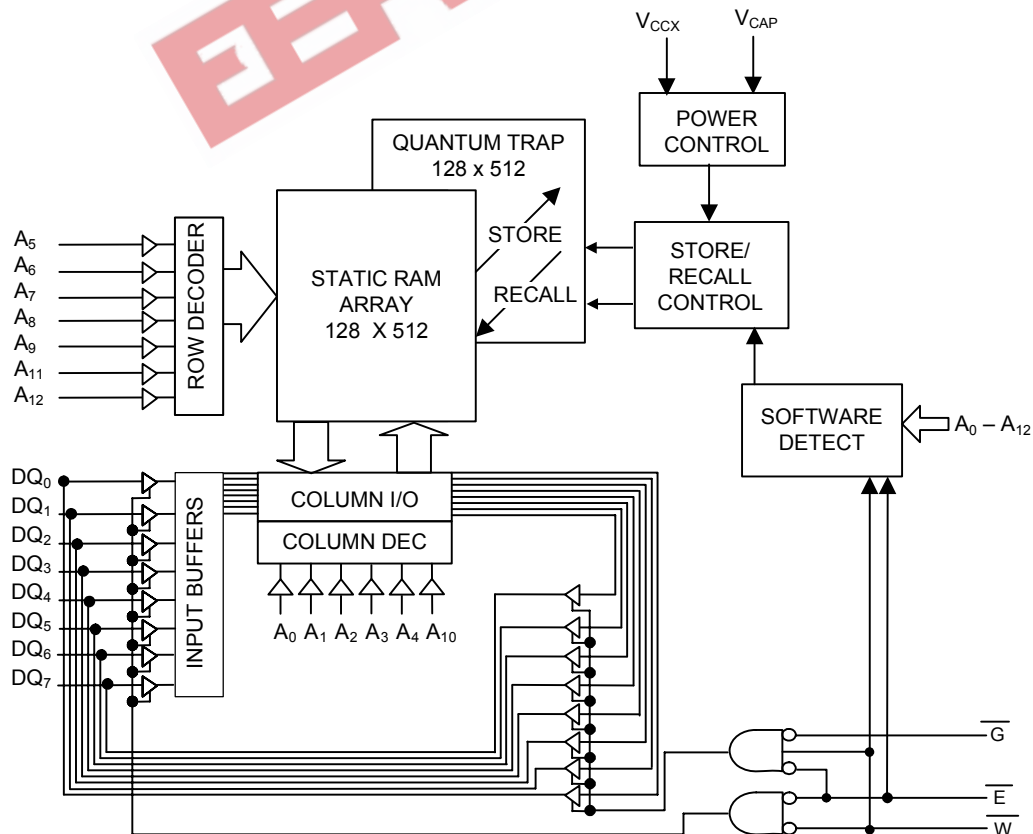 V_CCX V_CAP
POWER
CONTROL
QUANTUM TRAP
128 x 512
STORE
RECALL
STORE/
RECALL
CONTROL
STATIC RAM
ARRAY
128 X 512
A5
A6
A7
A8
A9
A11
A12
ROW DECODER
SOFTWARE
DETECT
A0 – A12
DQ0
DQ1
DQ2
DQ3
DQ4
DQ5
DQ6
DQ7
INPUT BUFFERS
COLUMN I/O
COLUMN DEC
A0 A1 A2 A3 A4 A10
G̅
E̅
W̅